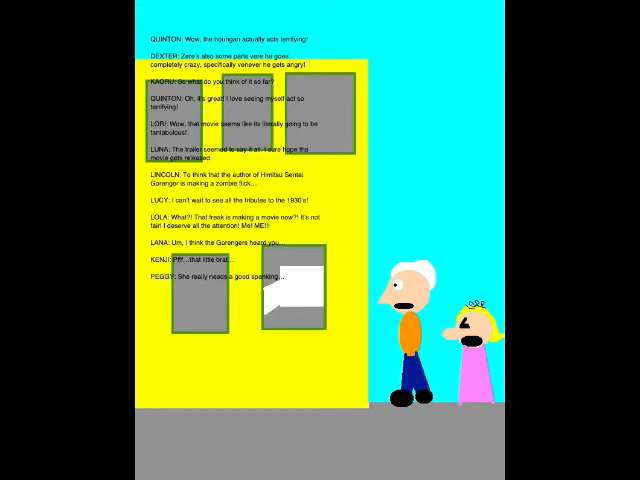 QUINTON: Wow, the houngan actually acts terrifying!
DEXTER: Zere's also some parts vere he goes
completely crazy, specifically venever he gets angry!
KAORU: So what do you think of it so far?
QUINTON: Oh, it's great! I love seeing myself act so
terrifying!
LORI: Wow, that movie seems like its literally going to be
fantabulous!
LUNA: The trailer seemed to say it all. I sure hope the
movie gets released.
LINCOLN: To think that the author of Himitsu Sentai
Gorenger is making a zombie flick...
LUCY: I can't wait to see all the tributes to the 1930's!
LOLA: What?! That freak is making a movie now?! It's not
fair! I deserve all the attention! Me! ME!!!
LANA: Um, I think the Gorengers heard you...
KENJI: Pfff...that little brat...
PEGGY: She really needs a good spanking...